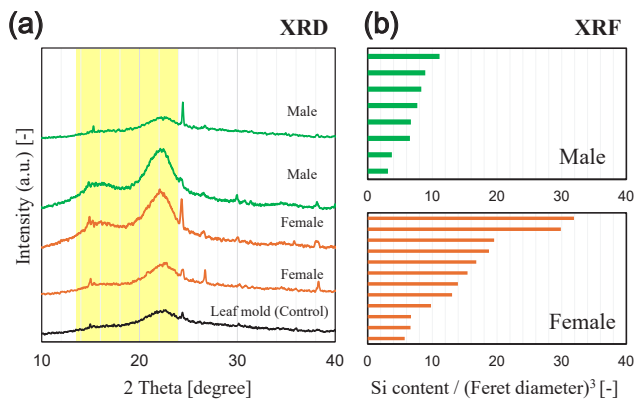 (a)
XRD
Intensity (a.u.) [-]
Male
Male
Female
Female
Leaf mold (Control)
10
20
30
40
2 Theta [degree]
(b)
XRF
Male
0
10
20
30
40
Female
0
10
20
30
40
Si content / (Feret diameter)³ [-]